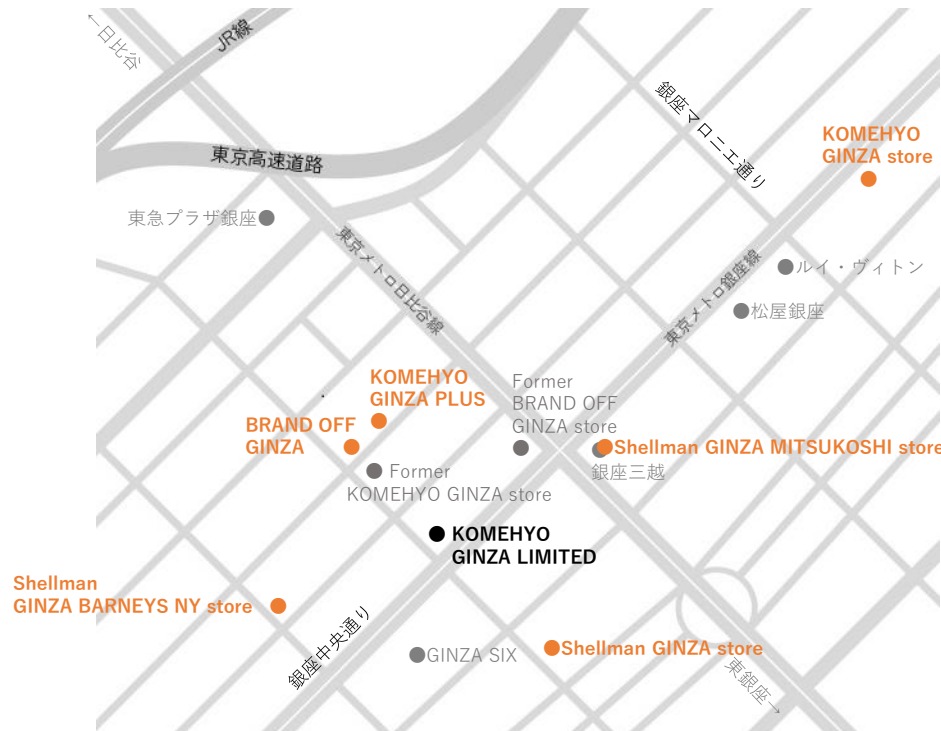 ←日比谷
JR線
銀座マロニエ通り
KOMEHYO
GINZA store
東京高速道路
東急プラザ銀座
東京メトロ日比谷線
東京メトロ銀座線
ルイ・ヴィトン
松屋銀座
KOMEHYO
GINZA PLUS
Former
BRAND OFF
GINZA store
BRAND OFF
GINZA
Shellman GINZA MITSUKOSHI store
銀座三越
Former
KOMEHYO GINZA store
KOMEHYO
GINZA LIMITED
Shellman
GINZA BARNEYS NY store
銀座中央通り
GINZA SIX
Shellman GINZA store
東銀座→